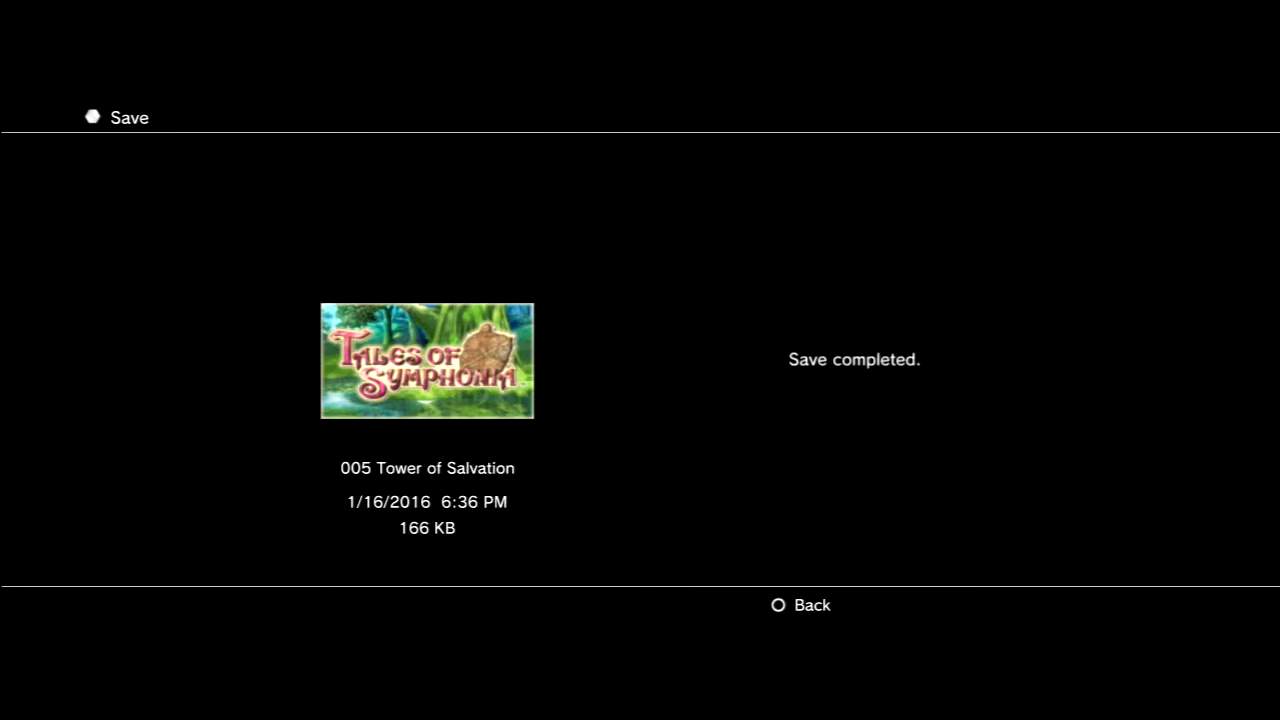 Save
TALES OF
SYMPHONIA
Save completed.
005 Tower of Salvation
1/16/2016 6:36 PM
166 KB
Back